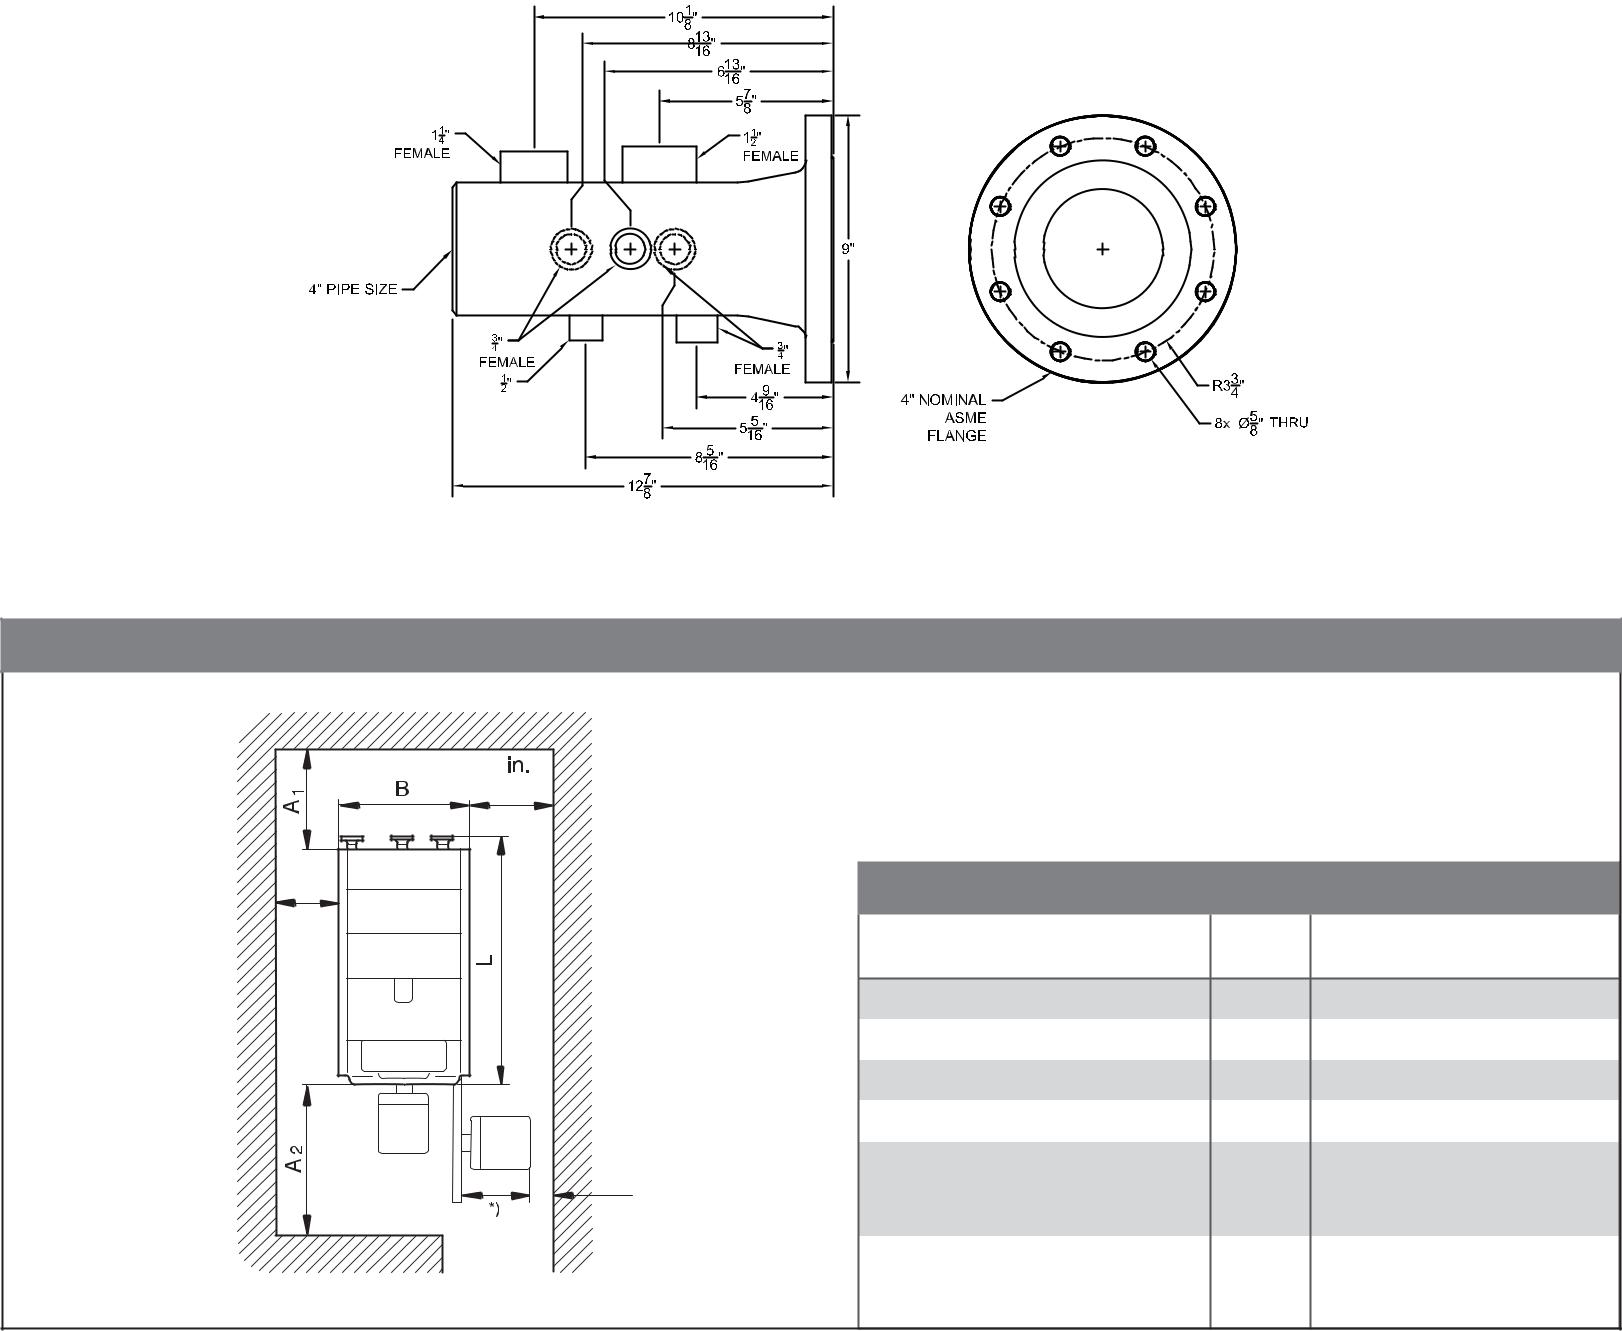 10 1/8"
8 13/16"
6 13/16"
5 7/8"
1 1/4"
FEMALE
1 1/2"
FEMALE
9"
4" PIPE SIZE
3/4"
FEMALE
1/2"
3/4"
FEMALE
4 9/16"
5 5/16"
8 5/16"
12 7/8"
4" NOMINAL
ASME
FLANGE
R3 3/4"
8x Ø 5/8" THRU
in.
B
A1
L
A2
*)